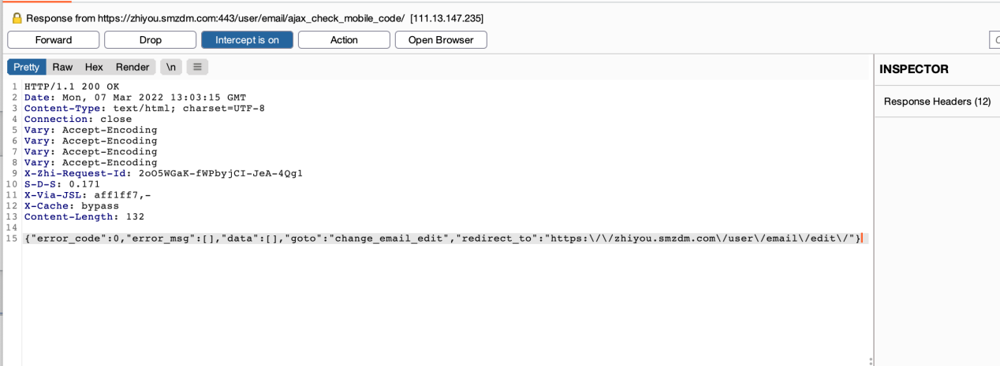 Response from https://zhiyou.smzdm.com:443/user/email/ajax_check_mobile_code/ [111.13.147.235]
Forward Drop Intercept is on Action Open Browser
Pretty Raw Hex Render \n
INSPECTOR
Response Headers (12)
1 HTTP/1.1 200 OK
2 Date: Mon, 07 Mar 2022 13:03:15 GMT
3 Content-Type: text/html; charset=UTF-8
4 Connection: close
5 Vary: Accept-Encoding
6 Vary: Accept-Encoding
7 Vary: Accept-Encoding
8 Vary: Accept-Encoding
9 X-Zhi-Request-Id: 2oO5WGaK-fWPbyjCI-JeA-4Qg1
10 S-D-S: 0.171
11 X-Via-JSL: aff1ff7,-
12 X-Cache: bypass
13 Content-Length: 132
14
15 {"error_code":0,"error_msg":[],"data":[],"goto":"change_email_edit","redirect_to":"https:\/\/zhiyou.smzdm.com\/user\/email\/edit\/"}